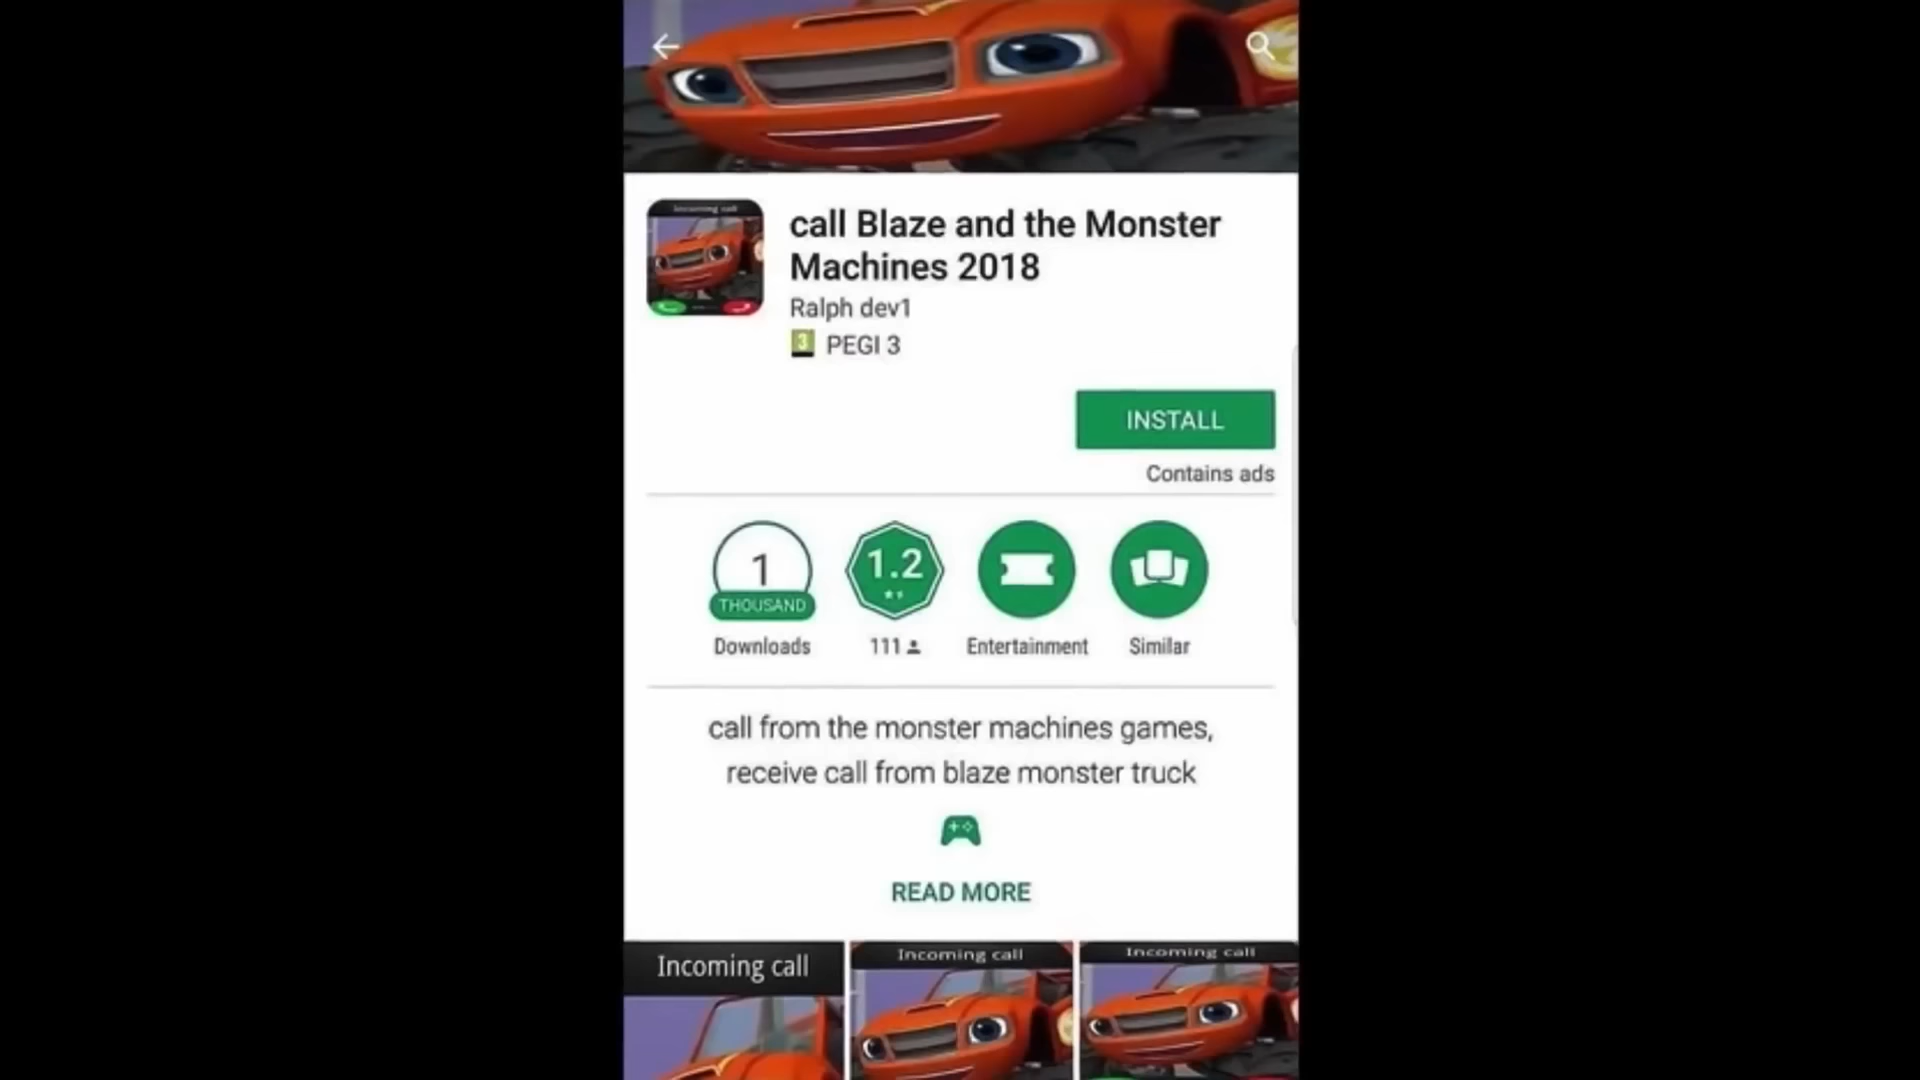 Incoming call
call Blaze and the Monster
Machines 2018
Ralph dev1
3 PEGI 3
INSTALL
Contains ads
1
THOUSAND
Downloads
1.2
111
Entertainment
Similar
call from the monster machines games,
receive call from blaze monster truck
READ MORE
Incoming call
Incoming call
Incoming call